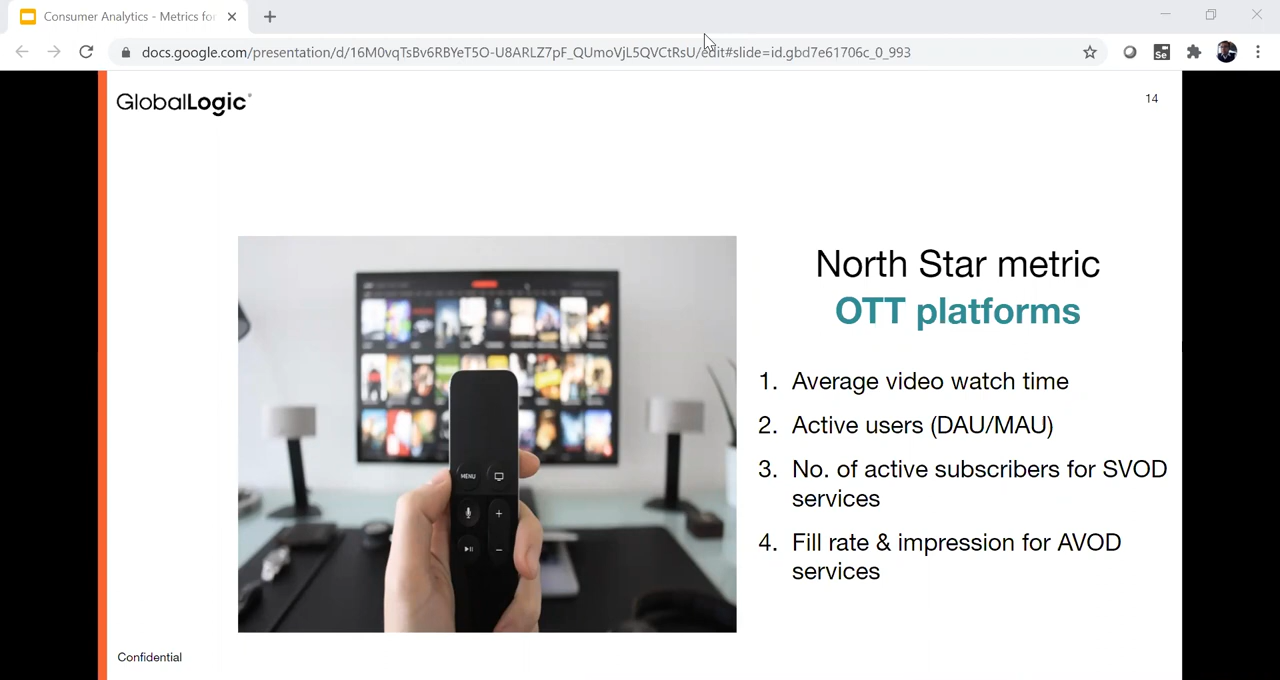 Consumer Analytics - Metrics fo
docs.google.com/presentation/d/16M0vqTsBv6RBYeT5O-U8ARLZ7pF_QUmoVjL5QVCtRsU/edit#slide=id.gbd7e61706c_0_993
Se
GlobalLogic
14
North Star metric
OTT platforms
1. Average video watch time
2. Active users (DAU/MAU)
3. No. of active subscribers for SVOD
services
4. Fill rate & impression for AVOD
services
MENU
Confidential